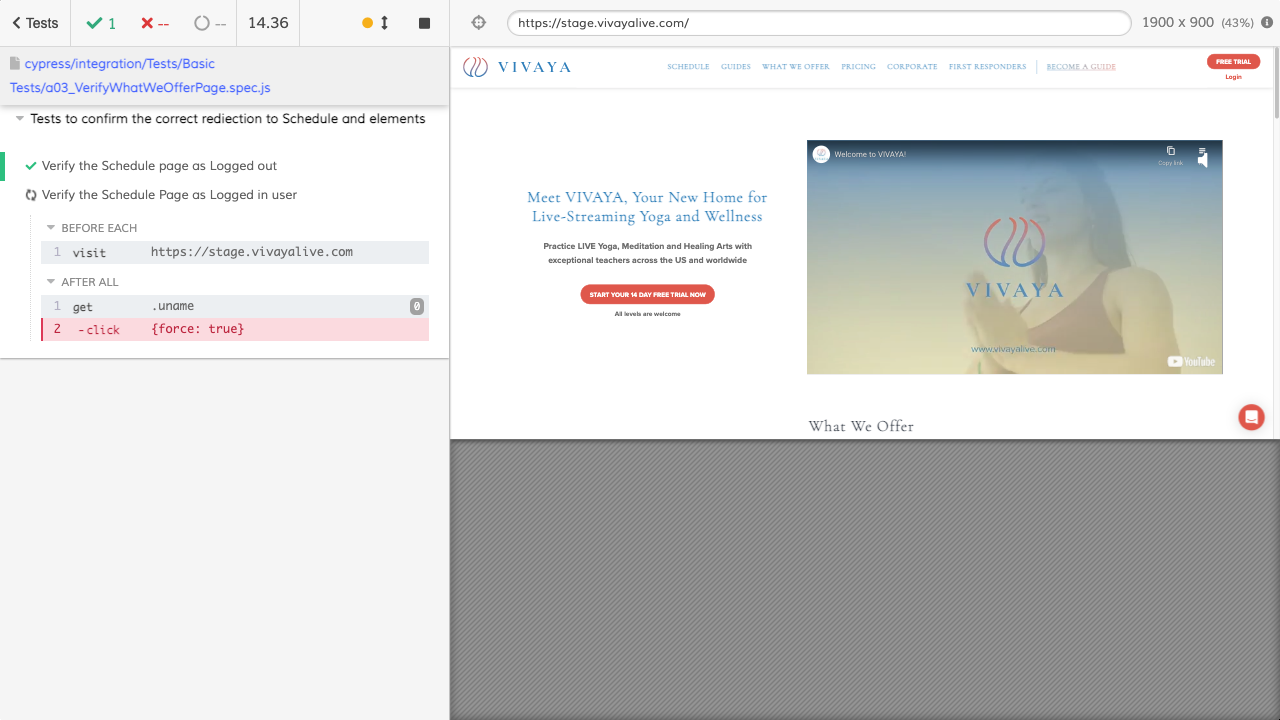 Tests
1
--
--
14.36
https://stage.vivayalive.com/
1900 x 900 (43%)
cypress/integration/Tests/Basic
Tests/a03_VerifyWhatWeOfferPage.spec.js
Tests to confirm the correct rediection to Schedule and elements
Verify the Schedule pages as Logged out
Verify the Schedule Page as Logged in user
BEFORE EACH
1 visit https://stage.vivayalive.com
AFTER ALL
1 get .uname 0
2 -click {force: true}
VIVAYA
SCHEDULE GUIDES WHAT WE OFFER PRICING CORPORATE FIRST RESPONDERS BECOME A GUIDE
FREE TRIAL
Login
Meet VIVAYA, Your New Home for
Live-Streaming Yoga and Wellness
Practice LIVE Yoga, Meditation and Healing Arts with
exceptional teachers across the US and worldwide
START YOUR 14 DAY FREE TRIAL NOW
All levels are welcome
Welcome to VIVAYA!
Copy link
VIVAYA
www.vivayalive.com
YouTube
What We Offer